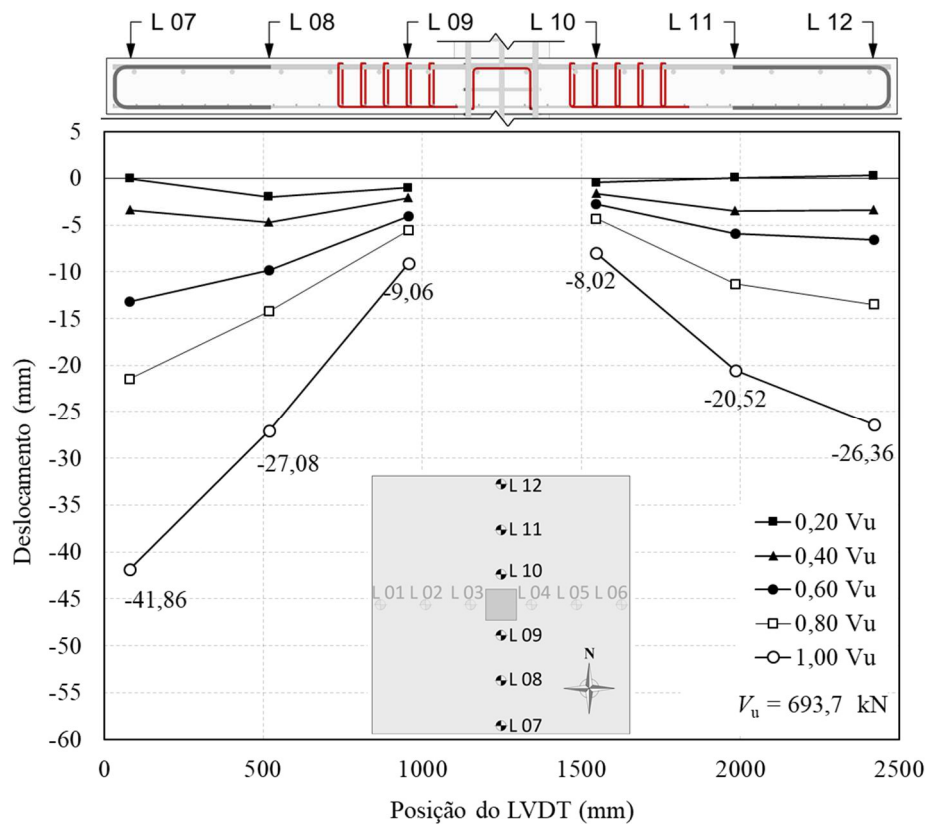 L 07 L 08 L 09 L 10 L 11 L 12
5
0
-5
-10
-15
-20
-25
-30
-35
-40
-45
-50
-55
-60
Deslocamento (mm)
-9,06
-8,02
-27,08
-20,52
-41,86
-26,36
L 12
L 11
L 10
L 01 L 02 L 03 L 04 L 05 L 06
L 09
L 08
L 07
N
0,20 Vu
0,40 Vu
0,60 Vu
0,80 Vu
1,00 Vu
Vu = 693,7 kN
0 500 1000 1500 2000 2500
Posição do LVDT (mm)